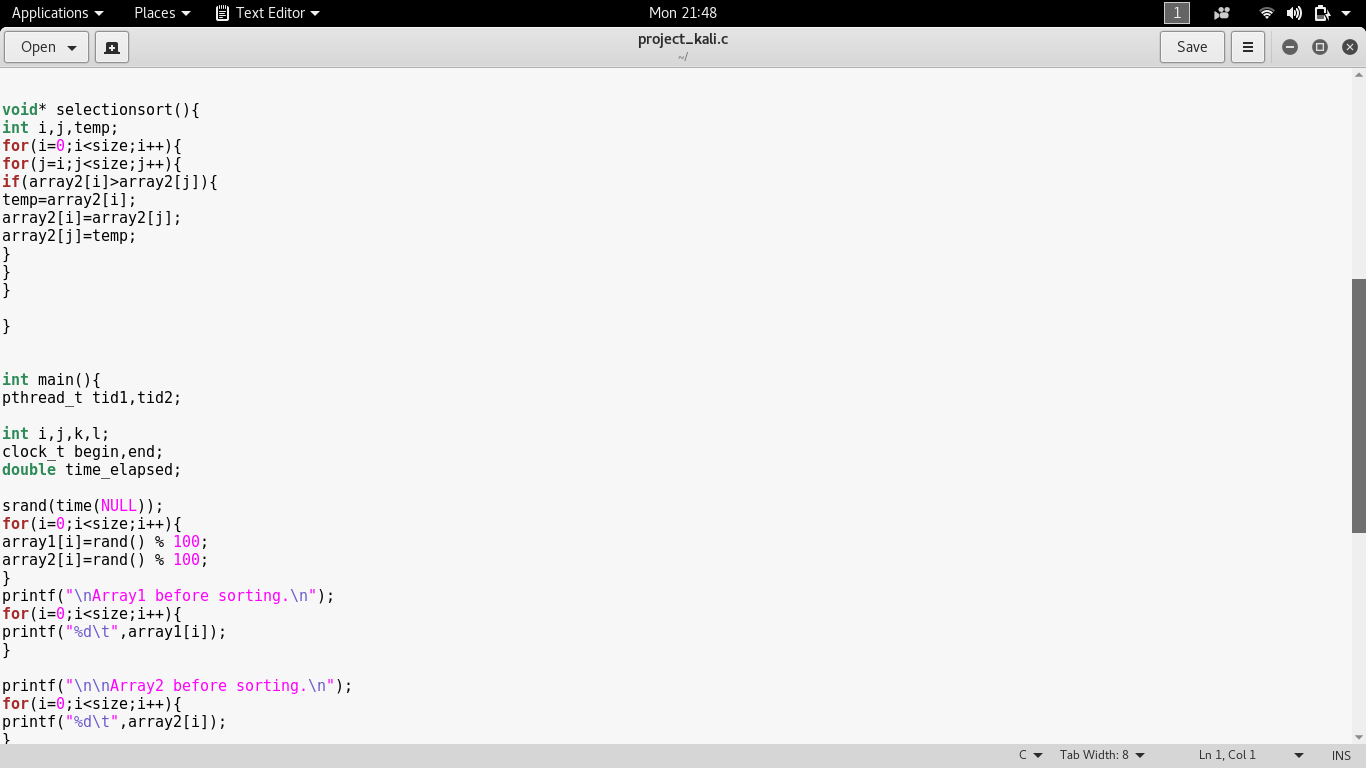 Applications Places Text Editor Mon 21:48 1
Open project_kali.c Save
~/
void* selectionsort(){
int i,j,temp;
for(i=0;i<size;i++){
for(j=i;j<size;j++){
if(array2[i]>array2[j]){
temp=array2[i];
array2[i]=array2[j];
array2[j]=temp;
}
}
}
}
int main(){
pthread_t tid1,tid2;
int i,j,k,l;
clock_t begin,end;
double time_elapsed;
srand(time(NULL));
for(i=0;i<size;i++){
array1[i]=rand() % 100;
array2[i]=rand() % 100;
}
printf("\nArray1 before sorting.\n");
for(i=0;i<size;i++){
printf("%d\t",array1[i]);
}
printf("\n\nArray2 before sorting.\n");
for(i=0;i<size;i++){
printf("%d\t",array2[i]);
}
C Tab Width: 8 Ln 1, Col 1 INS